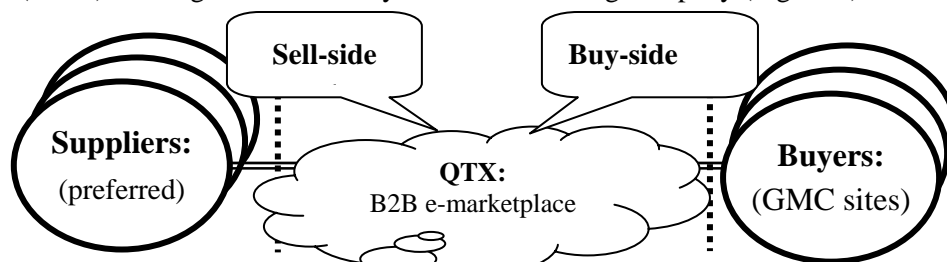 Sell-side
Buy-side
Suppliers:
(preferred)
QTX:
B2B e-marketplace
Buyers:
(GMC sites)